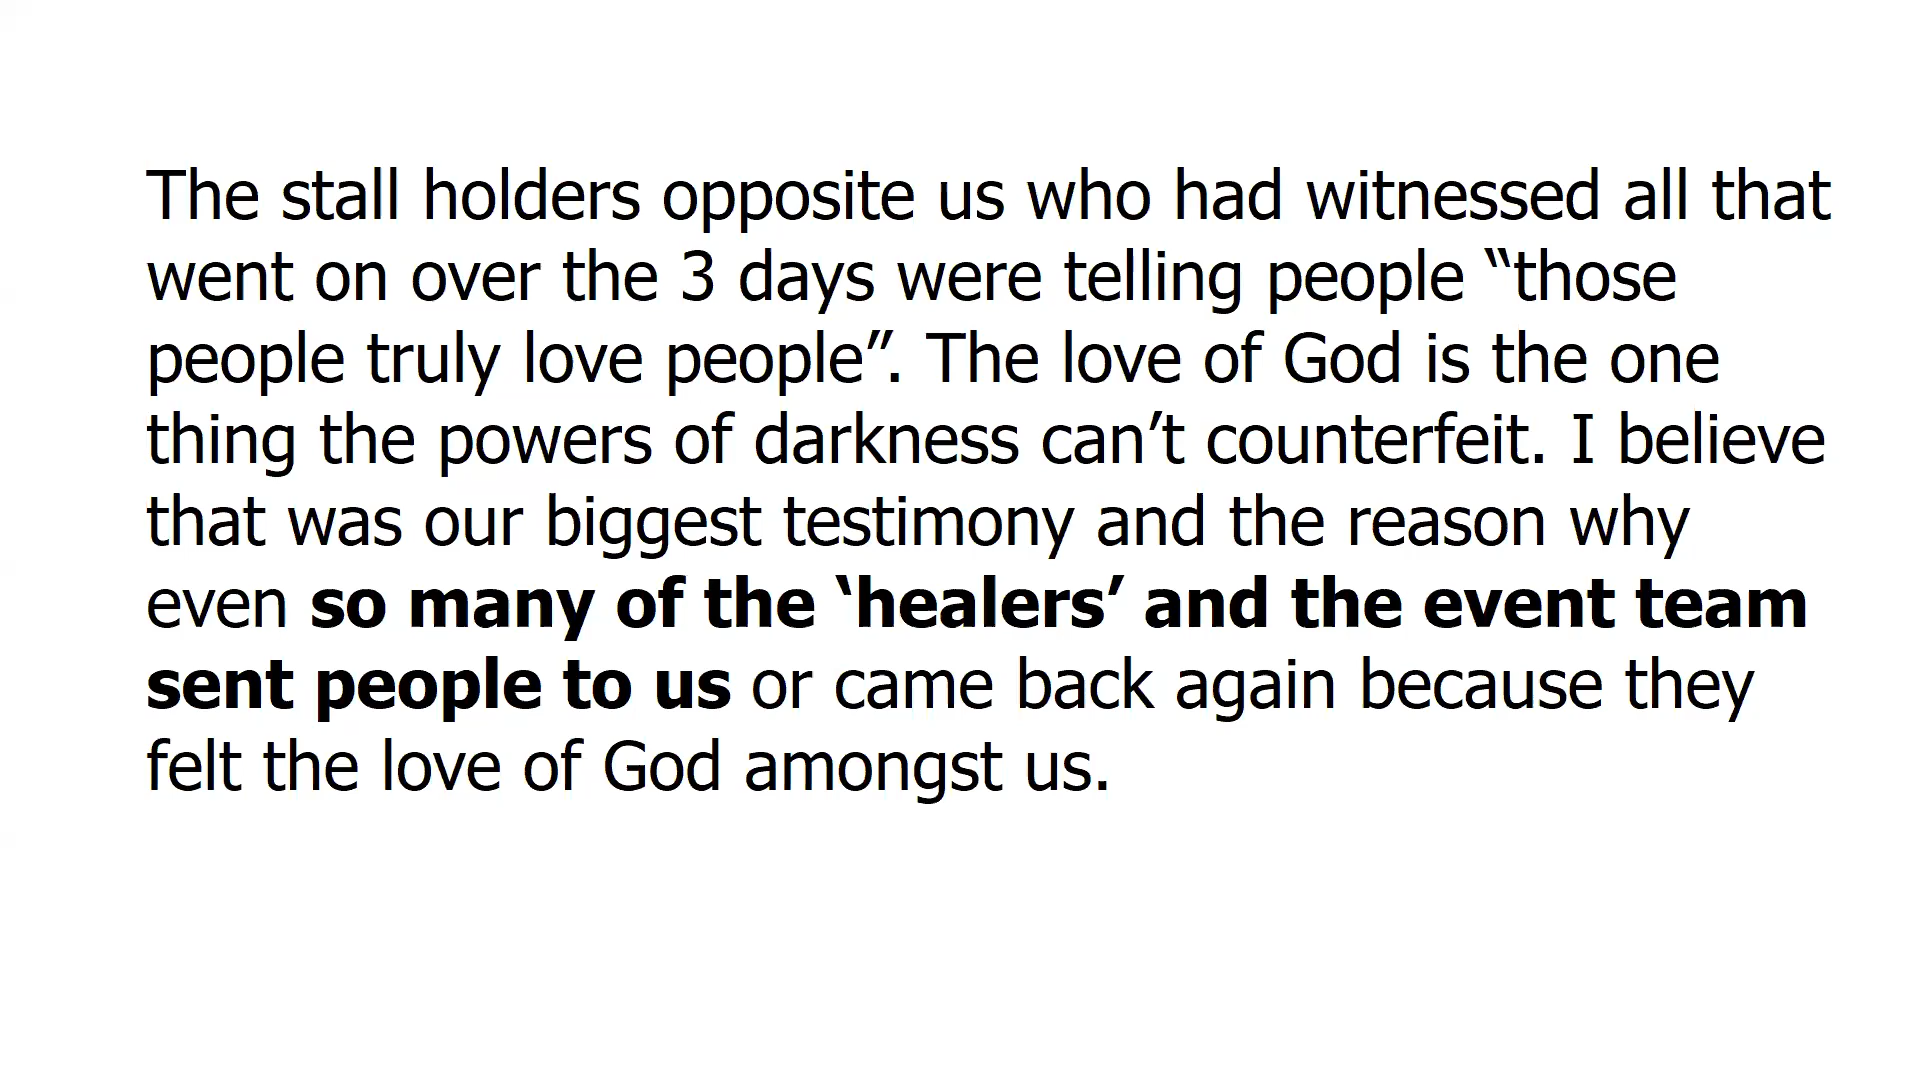 The stall holders opposite us who had witnessed all that
went on over the 3 days were telling people “those
people truly love people”. The love of God is the one
thing the powers of darkness can’t counterfeit. I believe
that was our biggest testimony and the reason why
even so many of the ‘healers’ and the event team
sent people to us or came back again because they
felt the love of God amongst us.